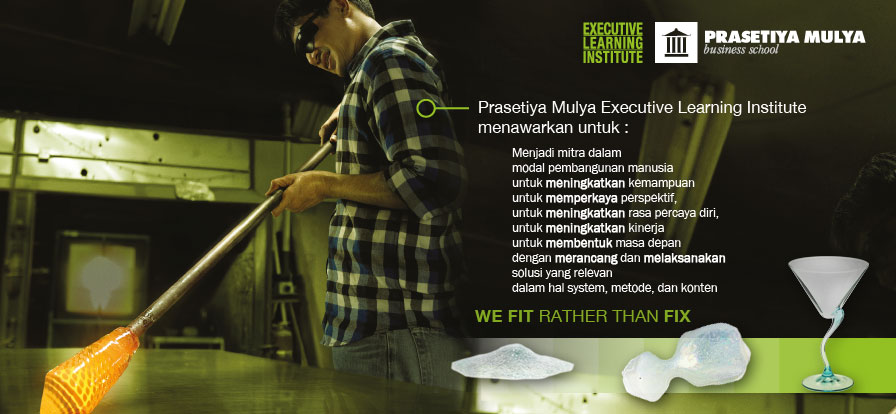 EXECUTIVE
LEARNING
INSTITUTE
PRASETIYA MULYA
business school
Prasetiya Mulya Executive Learning Institute
menawarkan untuk :
Menjadi mitra dalam
modal pembangunan manusia
untuk meningkatkan kemampuan
untuk memperkaya perspektif,
untuk meningkatkan rasa percaya diri,
untuk meningkatkan kinerja
untuk membentuk masa depan
dengan merancang dan melaksanakan
solusi yang relevan
dalam hal system, metode, dan konten
WE FIT RATHER THAN FIX